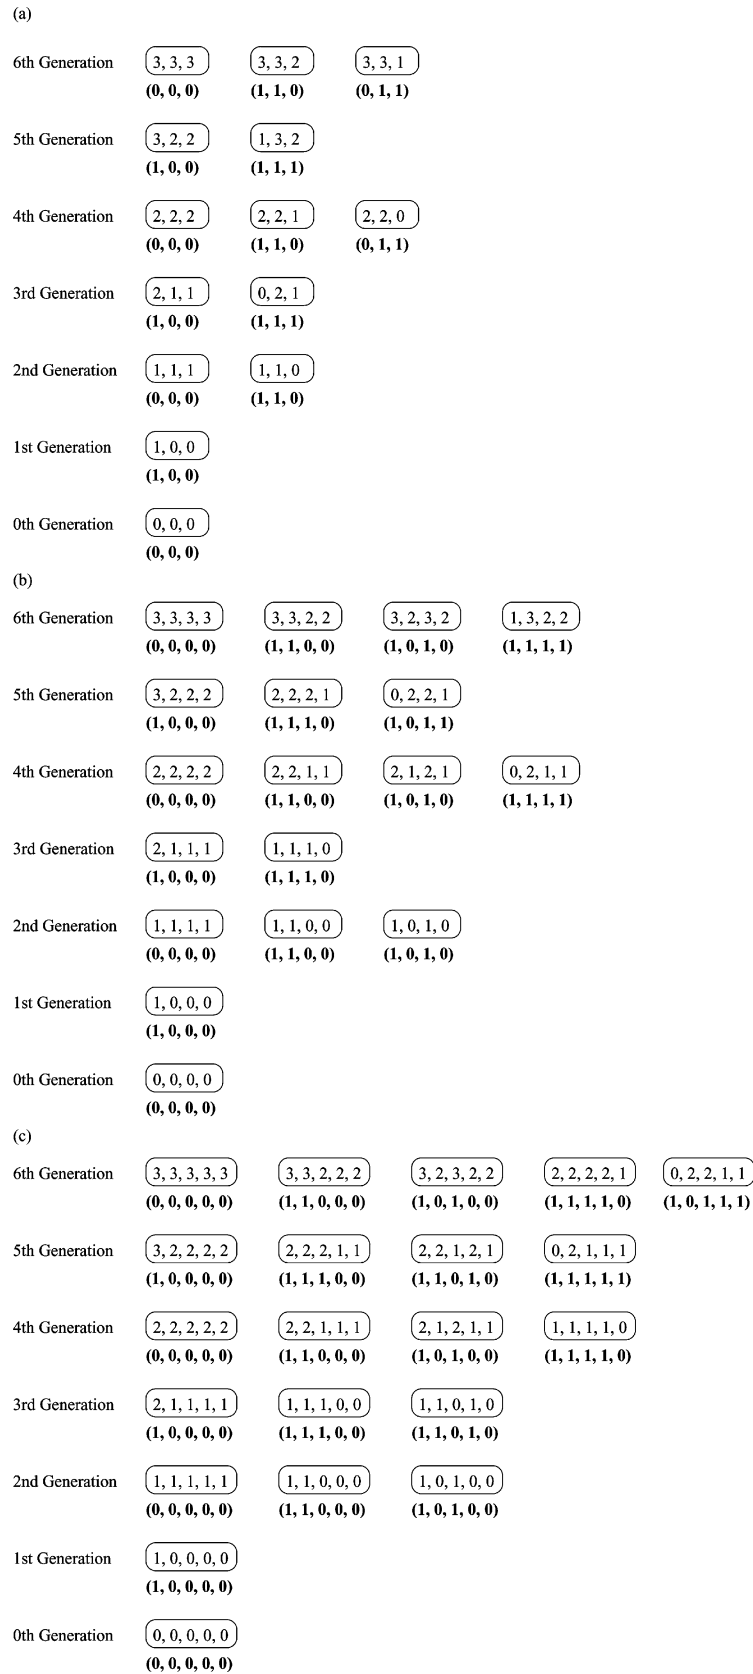 (a)
6th Generation 3, 3, 3 3, 3, 2 3, 3, 1
(0, 0, 0) (1, 1, 0) (0, 1, 1)
5th Generation 3, 2, 2 1, 3, 2
(1, 0, 0) (1, 1, 1)
4th Generation 2, 2, 2 2, 2, 1 2, 2, 0
(0, 0, 0) (1, 1, 0) (0, 1, 1)
3rd Generation 2, 1, 1 0, 2, 1
(1, 0, 0) (1, 1, 1)
2nd Generation 1, 1, 1 1, 1, 0
(0, 0, 0) (1, 1, 0)
1st Generation 1, 0, 0
(1, 0, 0)
0th Generation 0, 0, 0
(0, 0, 0)
(b)
6th Generation 3, 3, 3, 3 3, 3, 2, 2 3, 2, 3, 2 1, 3, 2, 2
(0, 0, 0, 0) (1, 1, 0, 0) (1, 0, 1, 0) (1, 1, 1, 1)
5th Generation 3, 2, 2, 2 2, 2, 2, 1 0, 2, 2, 1
(1, 0, 0, 0) (1, 1, 1, 0) (1, 0, 1, 1)
4th Generation 2, 2, 2, 2 2, 2, 1, 1 2, 1, 2, 1 0, 2, 1, 1
(0, 0, 0, 0) (1, 1, 0, 0) (1, 0, 1, 0) (1, 1, 1, 1)
3rd Generation 2, 1, 1, 1 1, 1, 1, 0
(1, 0, 0, 0) (1, 1, 1, 0)
2nd Generation 1, 1, 1, 1 1, 1, 0, 0 1, 0, 1, 0
(0, 0, 0, 0) (1, 1, 0, 0) (1, 0, 1, 0)
1st Generation 1, 0, 0, 0
(1, 0, 0, 0)
0th Generation 0, 0, 0, 0
(0, 0, 0, 0)
(c)
6th Generation 3, 3, 3, 3, 3 3, 3, 2, 2, 2 3, 2, 3, 2, 2 2, 2, 2, 2, 1 0, 2, 2, 1, 1
(0, 0, 0, 0, 0) (1, 1, 0, 0, 0) (1, 0, 1, 0, 0) (1, 1, 1, 1, 0) (1, 0, 1, 1, 1)
5th Generation 3, 2, 2, 2, 2 2, 2, 2, 1, 1 2, 2, 1, 2, 1 0, 2, 1, 1, 1
(1, 0, 0, 0, 0) (1, 1, 1, 0, 0) (1, 1, 0, 1, 0) (1, 1, 1, 1, 1)
4th Generation 2, 2, 2, 2, 2 2, 2, 1, 1, 1 2, 1, 2, 1, 1 1, 1, 1, 1, 0
(0, 0, 0, 0, 0) (1, 1, 0, 0, 0) (1, 0, 1, 0, 0) (1, 1, 1, 1, 0)
3rd Generation 2, 1, 1, 1, 1 1, 1, 1, 0, 0 1, 1, 0, 1, 0
(1, 0, 0, 0, 0) (1, 1, 1, 0, 0) (1, 1, 0, 1, 0)
2nd Generation 1, 1, 1, 1, 1 1, 1, 0, 0, 0 1, 0, 1, 0, 0
(0, 0, 0, 0, 0) (1, 1, 0, 0, 0) (1, 0, 1, 0, 0)
1st Generation 1, 0, 0, 0, 0
(1, 0, 0, 0, 0)
0th Generation 0, 0, 0, 0, 0
(0, 0, 0, 0, 0)